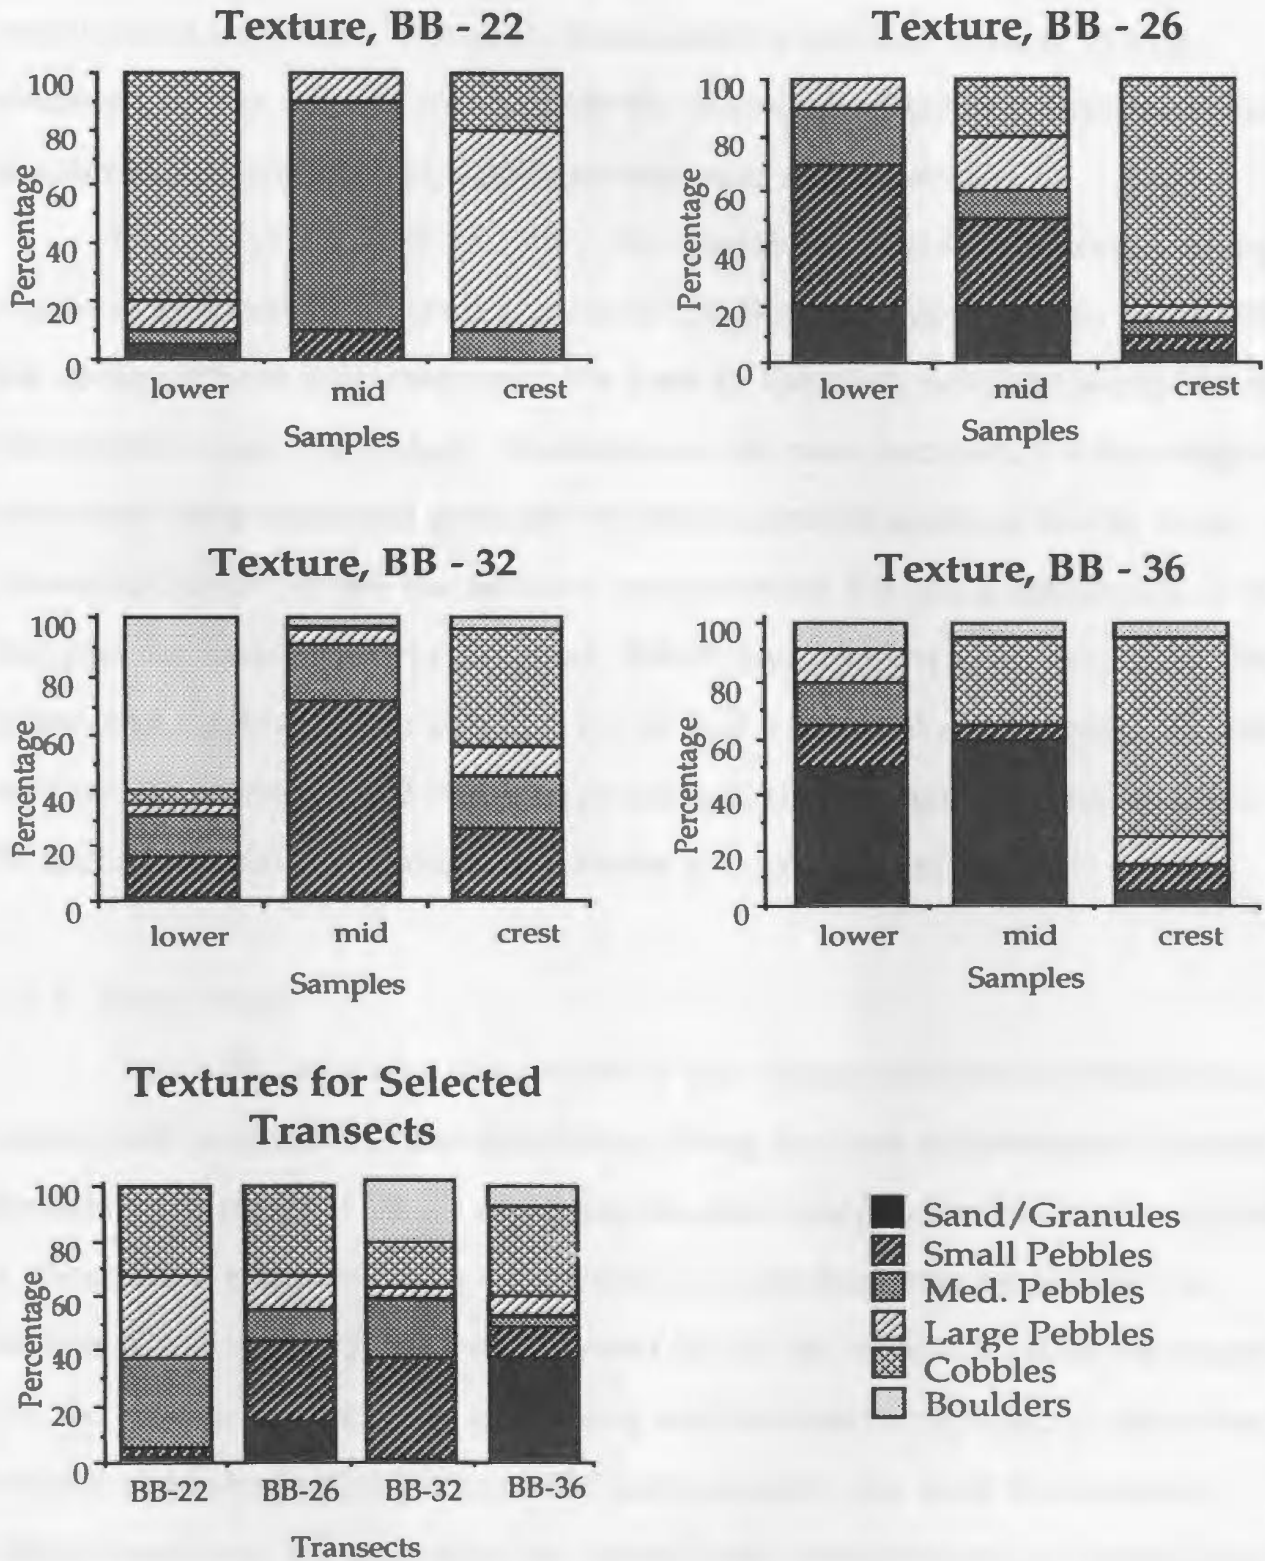 Texture, BB - 22
100
80
60
40
20
0
Percentage
lower mid crest
Samples
Texture, BB - 26
100
80
60
40
20
0
Percentage
lower mid crest
Samples
Texture, BB - 32
100
80
60
40
20
0
Percentage
lower mid crest
Samples
Texture, BB - 36
100
80
60
40
20
0
Percentage
lower mid crest
Samples
Textures for Selected
Transects
100
80
60
40
20
0
Percentage
BB-22 BB-26 BB-32 BB-36
Transects
Sand/Granules
Small Pebbles
Med. Pebbles
Large Pebbles
Cobbles
Boulders